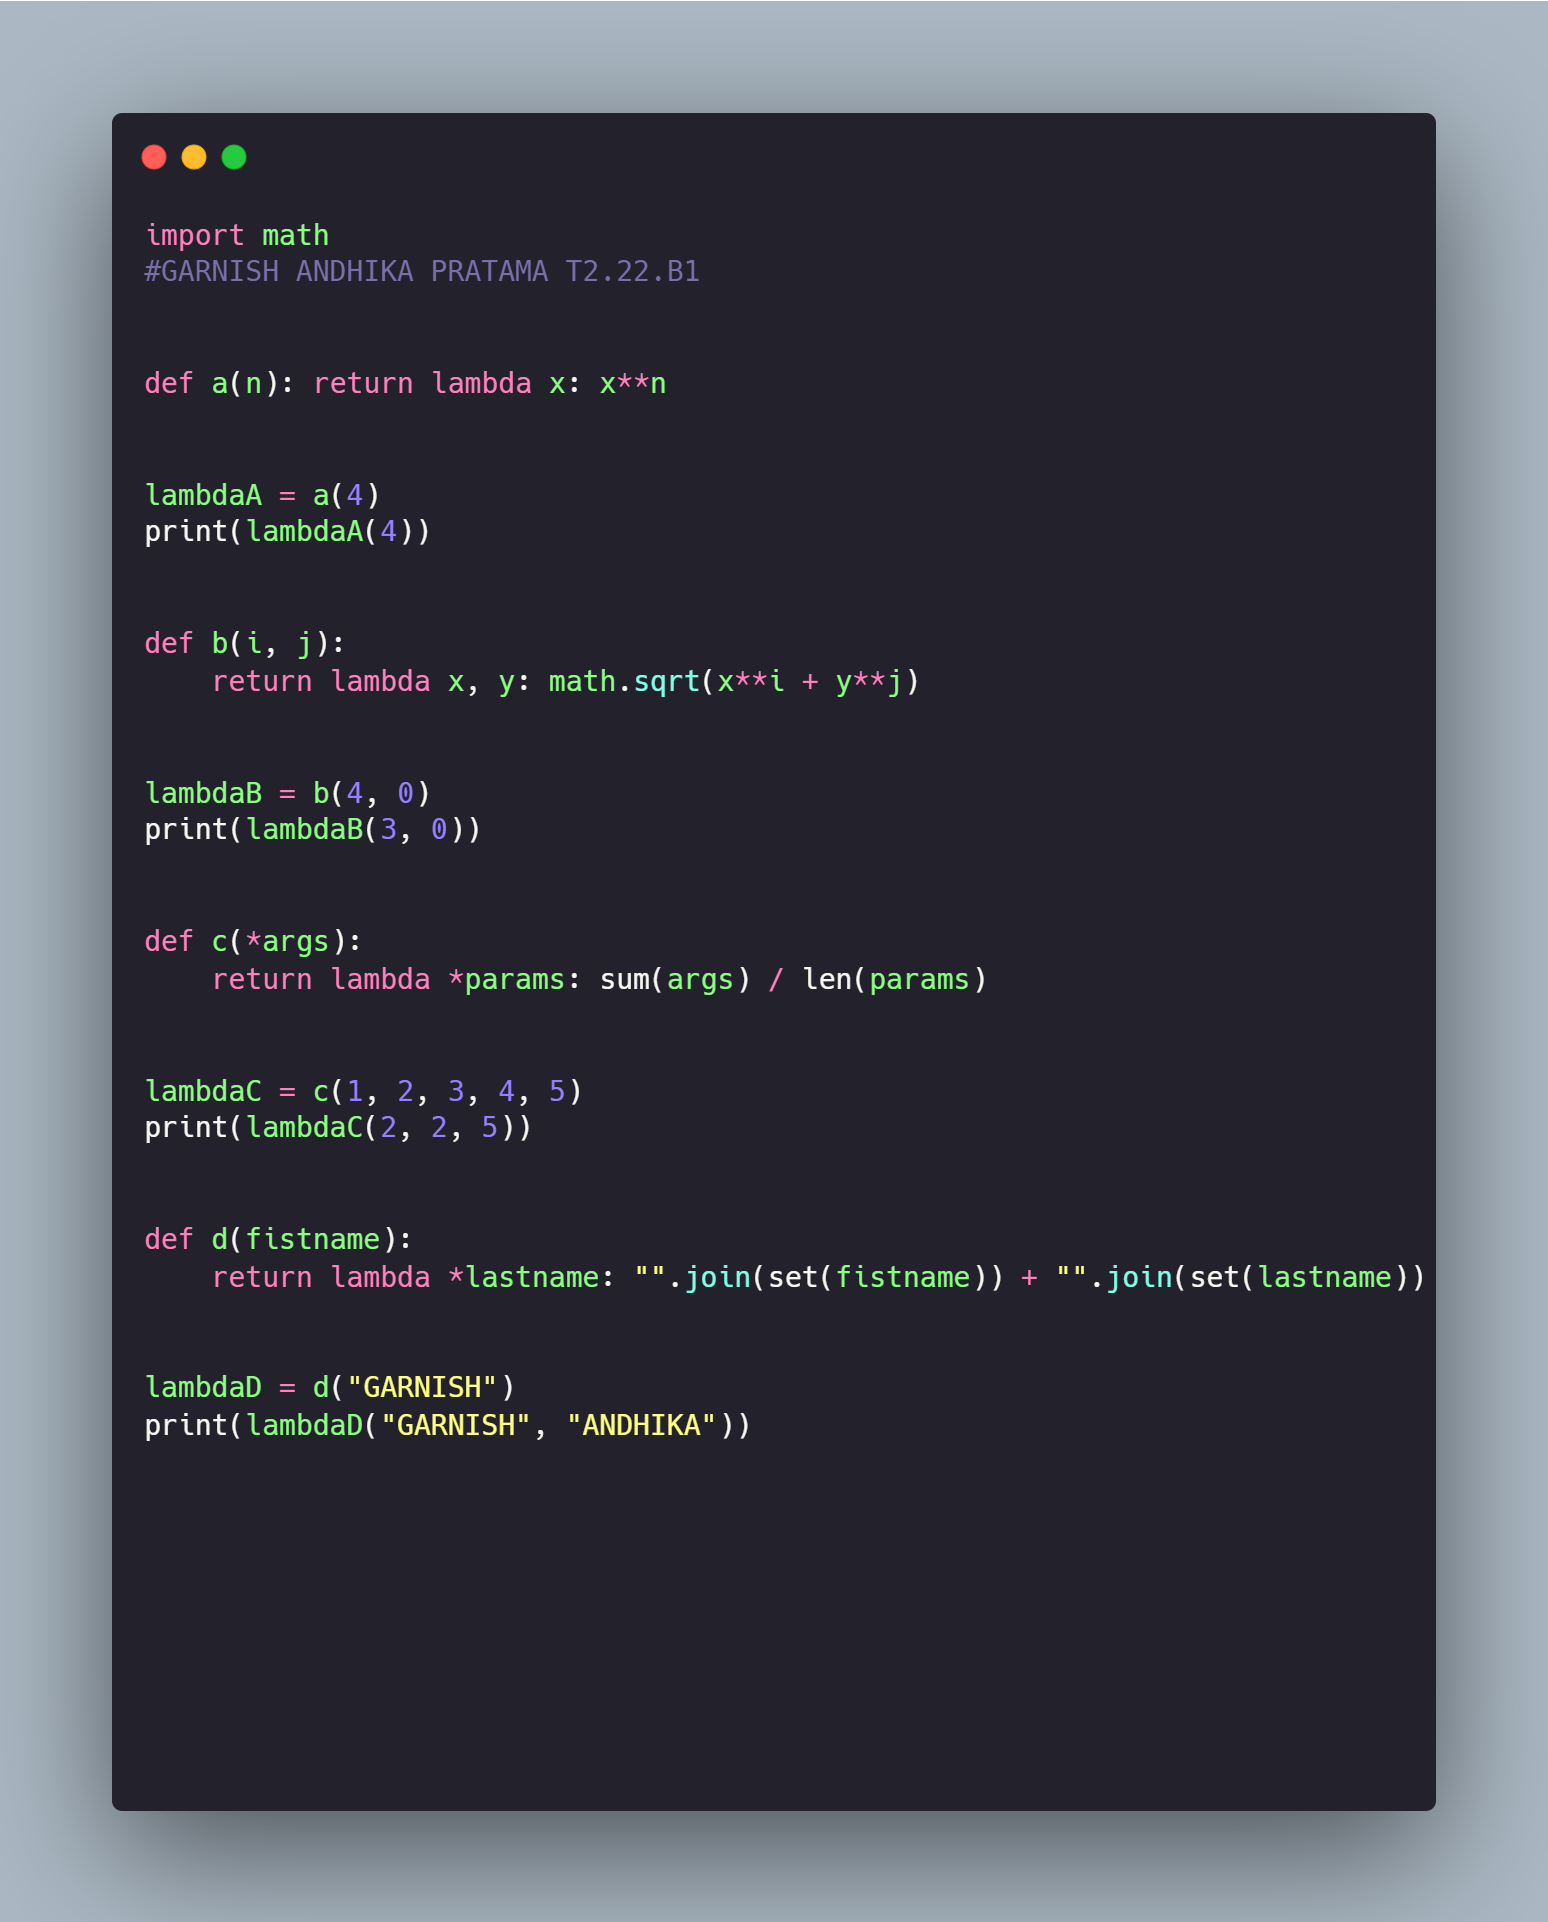 import math
#GARNISH ANDHIKA PRATAMA T2.22.B1
def a(n): return lambda x: x**n
lambdaA = a(4)
print(lambdaA(4))
def b(i, j):
    return lambda x, y: math.sqrt(x**i + y**j)
lambdaB = b(4, 0)
print(lambdaB(3, 0))
def c(*args):
    return lambda *params: sum(args) / len(params)
lambdaC = c(1, 2, 3, 4, 5)
print(lambdaC(2, 2, 5))
def d(fistname):
    return lambda *lastname: "".join(set(fistname)) + "".join(set(lastname))
lambdaD = d("GARNISH")
print(lambdaD("GARNISH", "ANDHIKA"))